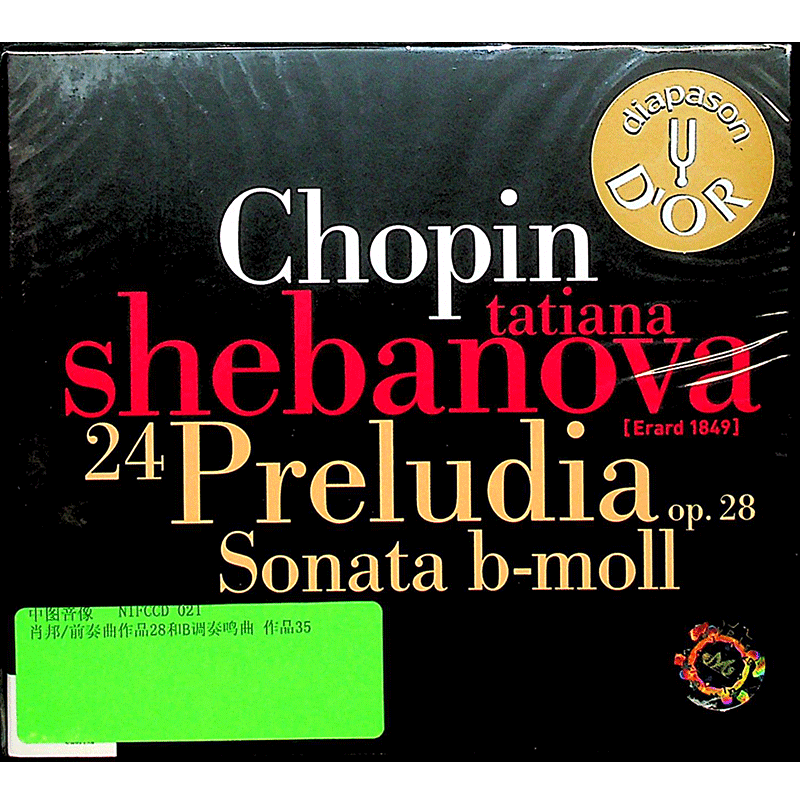 diapason
D'OR
Chopin
tatiana
shebanova
[Erard 1849]
24 Preludia op. 28
Sonata b-moll
中图音像 NIFCCD 021
肖邦/前奏曲作品28和B调奏鸣曲 作品35